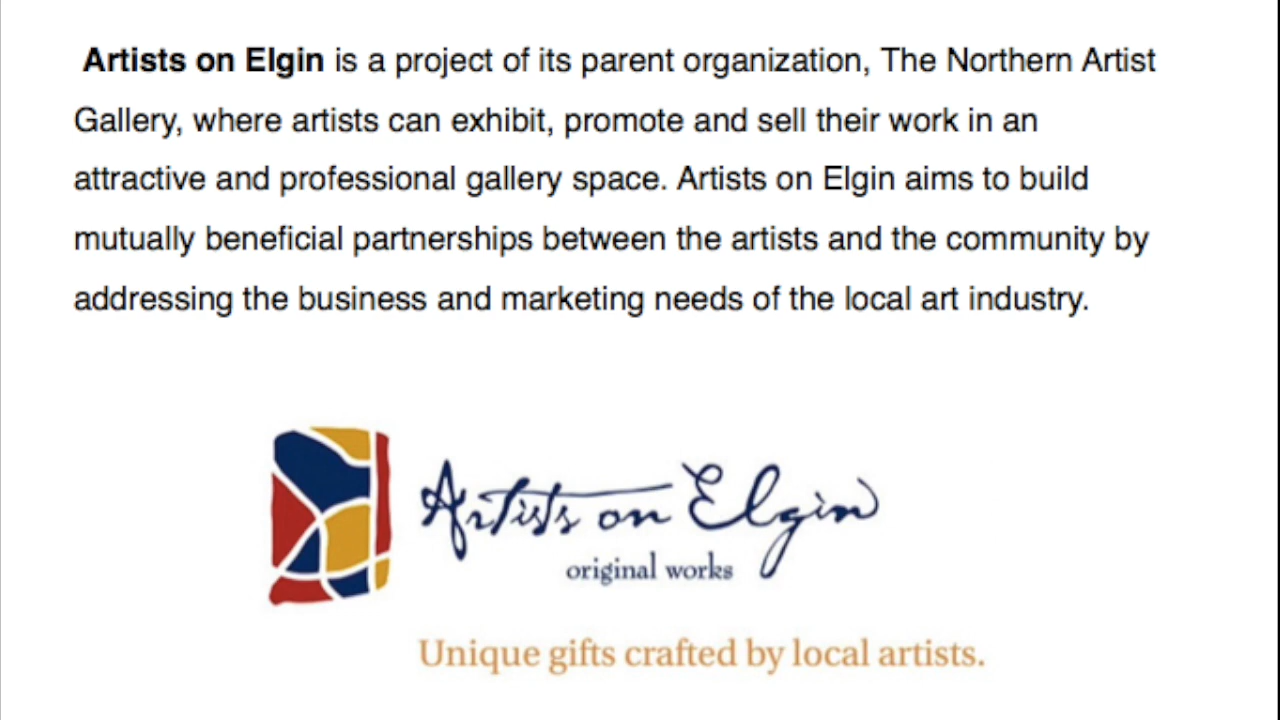 Artists on Elgin is a project of its parent organization, The Northern Artist
Gallery, where artists can exhibit, promote and sell their work in an
attractive and professional gallery space. Artists on Elgin aims to build
mutually beneficial partnerships between the artists and the community by
addressing the business and marketing needs of the local art industry.
Artists on Elgin
original works
Unique gifts crafted by local artists.